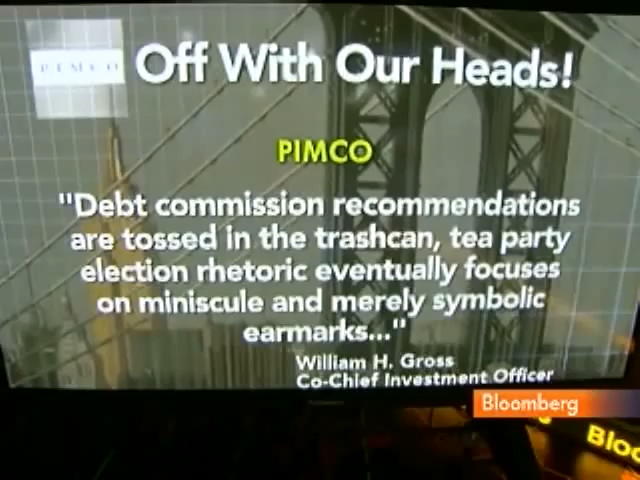 PIMCO
Off With Our Heads!
PIMCO
"Debt commission recommendations
are tossed in the trashcan, tea party
election rhetoric eventually focuses
on miniscule and merely symbolic
earmarks..."
William H. Gross
Co-Chief Investment Officer
Bloomberg
Bloo